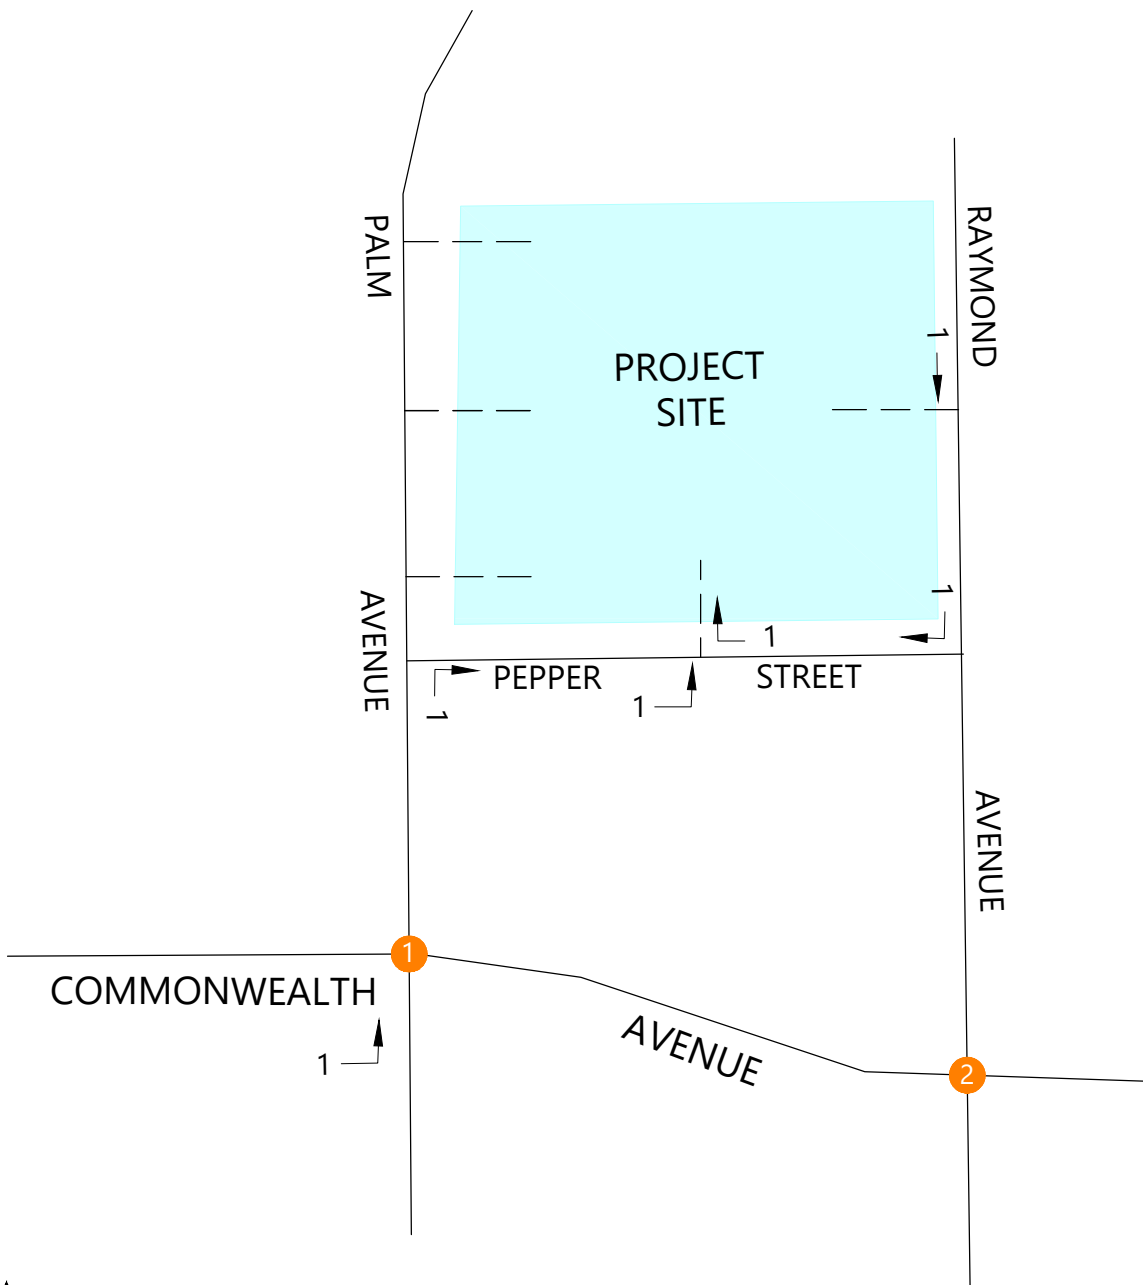 PALM
RAYMOND
1
PROJECT
SITE
AVENUE
1
1
PEPPER
STREET
1
1
AVENUE
1
COMMONWEALTH
1
AVENUE
2